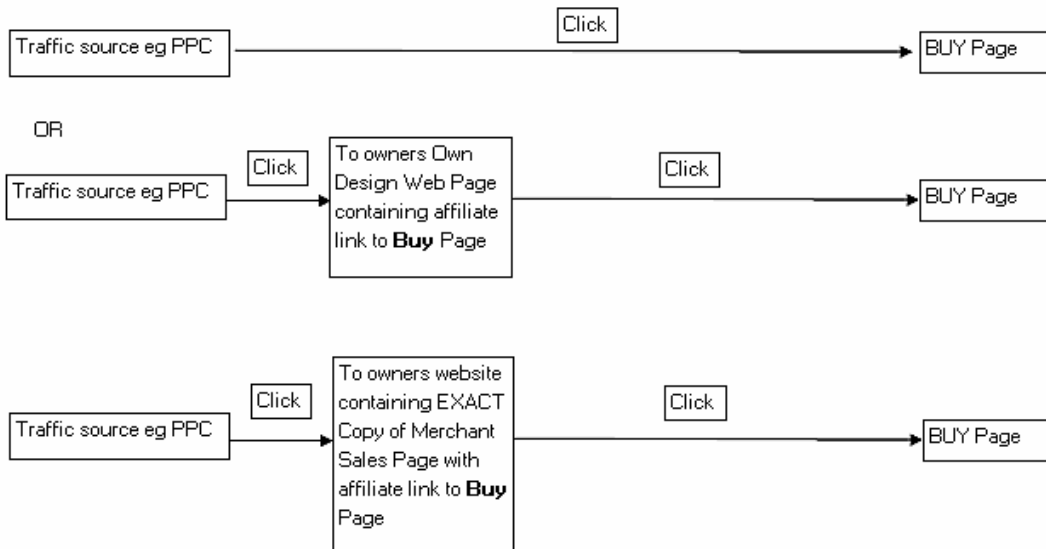 Click
Traffic source eg PPC
BUY Page
OR
Click
To owners Own
Design Web Page
containing affiliate
link to Buy Page
Click
Traffic source eg PPC
BUY Page
To owners website
containing EXACT
Copy of Merchant
Sales Page with
affiliate link to Buy
Page
Click
Click
Traffic source eg PPC
BUY Page